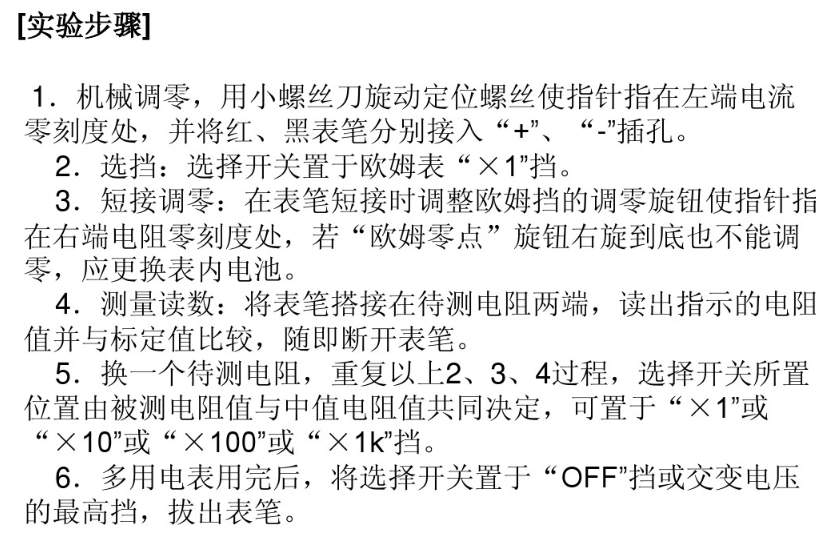 [实验步骤]
1．机械调零，用小螺丝刀旋动定位螺丝使指针指在左端电流
零刻度处，并将红、黑表笔分别接入“+”、“-”插孔。
2．选挡：选择开关置于欧姆表“×1”挡。
3．短接调零：在表笔短接时调整欧姆挡的调零旋钮使指针指
在右端电阻零刻度处，若“欧姆零点”旋钮右旋到底也不能调
零，应更换表内电池。
4．测量读数：将表笔搭接在待测电阻两端，读出指示的电阻
值并与标定值比较，随即断开表笔。
5．换一个待测电阻，重复以上2、3、4过程，选择开关所置
位置由被测电阻值与中值电阻值共同决定，可置于“×1”或
“×10”或“×100”或“×1k”挡。
6．多用电表用完后，将选择开关置于“OFF”挡或交变电压
的最高挡，拔出表笔。